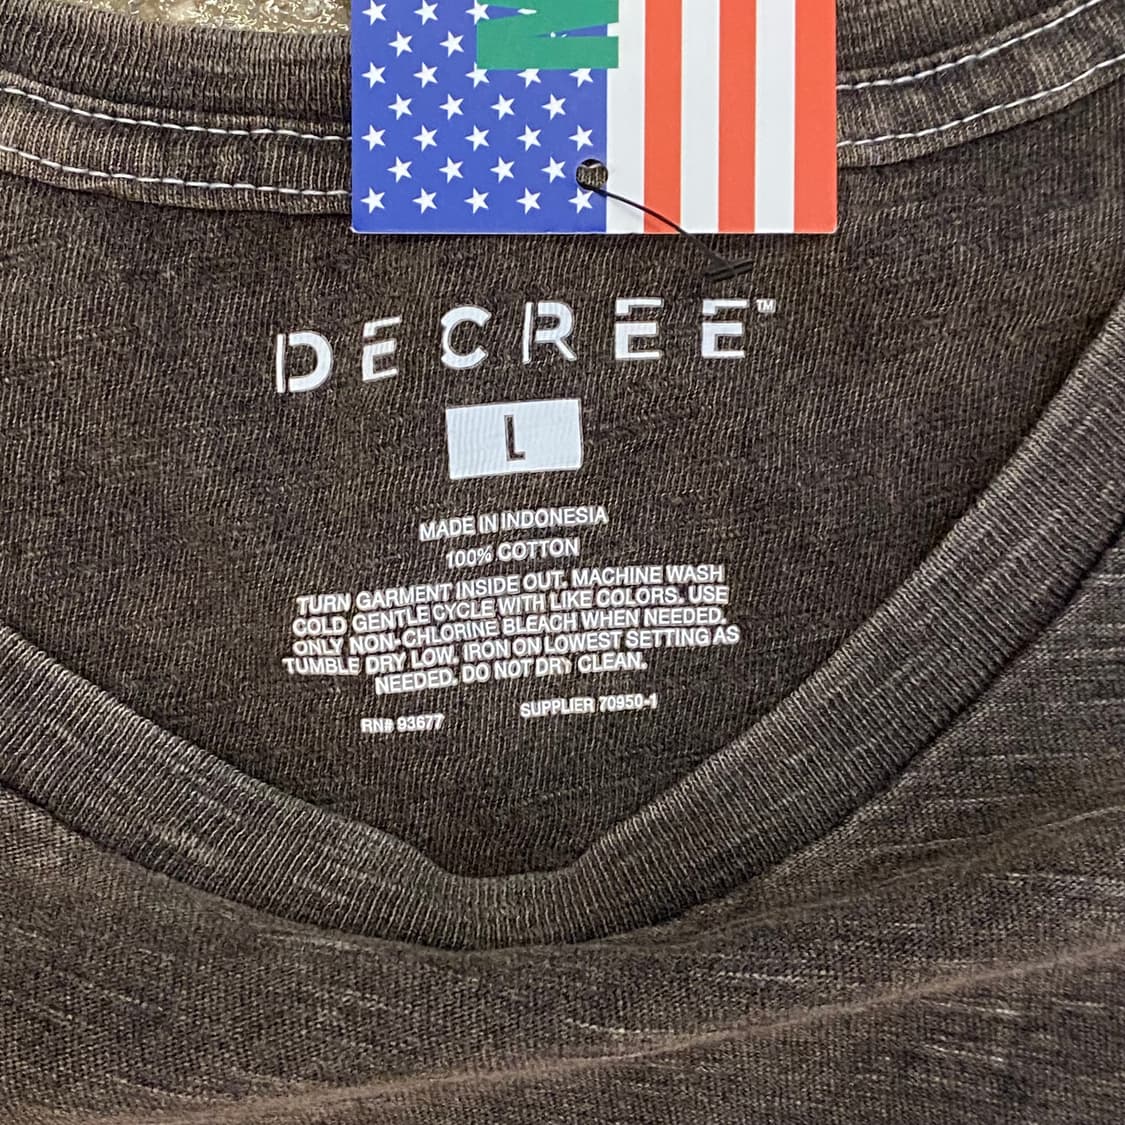 DECREE™
L
MADE IN INDONESIA
100% COTTON
TURN GARMENT INSIDE OUT. MACHINE WASH
COLD GENTLE CYCLE WITH LIKE COLORS. USE
ONLY NON-CHLORINE BLEACH WHEN NEEDED.
TUMBLE DRY LOW. IRON ON LOWEST SETTING AS
NEEDED. DO NOT DRY CLEAN.
RN# 93677 SUPPLIER 70950-1